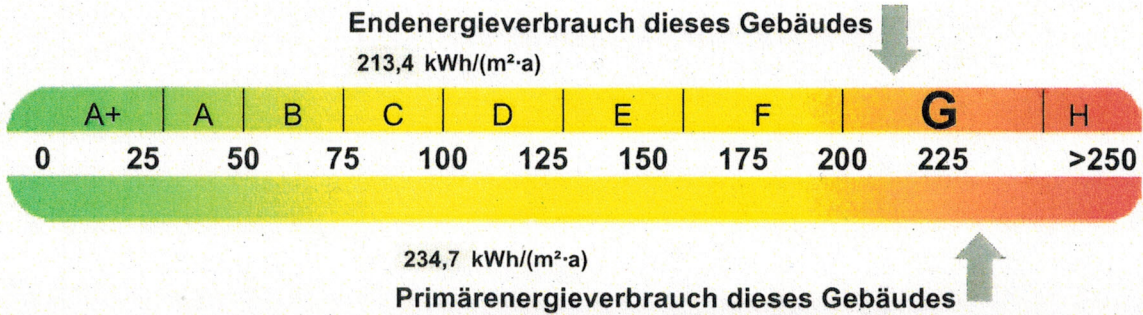 Endenergieverbrauch dieses Gebäudes
213,4 kWh/(m²·a)
A+ A B C D E F G H
0 25 50 75 100 125 150 175 200 225 >250
234,7 kWh/(m²·a)
Primärenergieverbrauch dieses Gebäudes